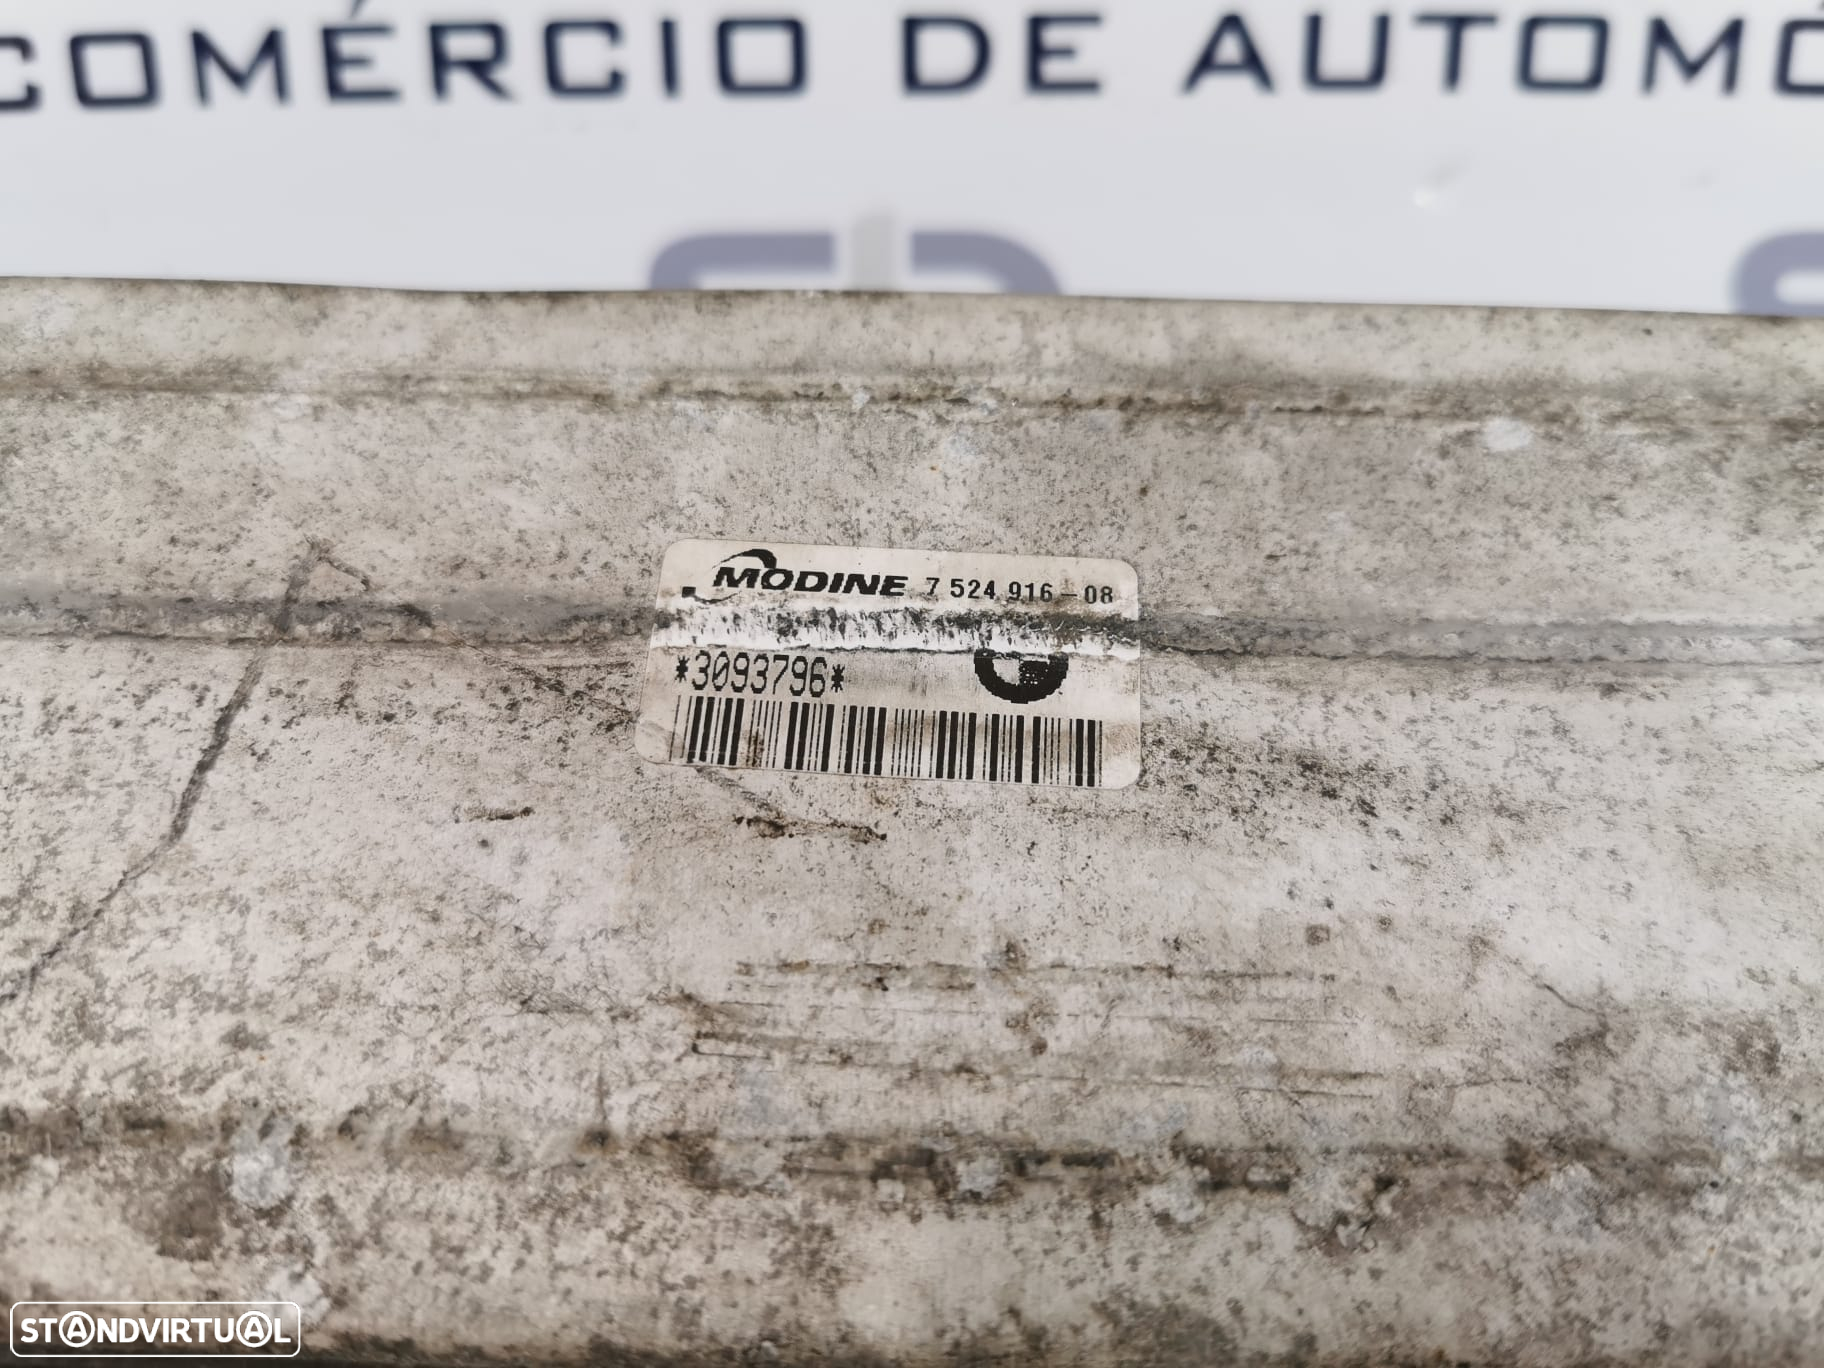 COMÉRCIO DE AUTOMÓ
MODINE 7 524 916-08
*3093796*
STANDVIRTUAL